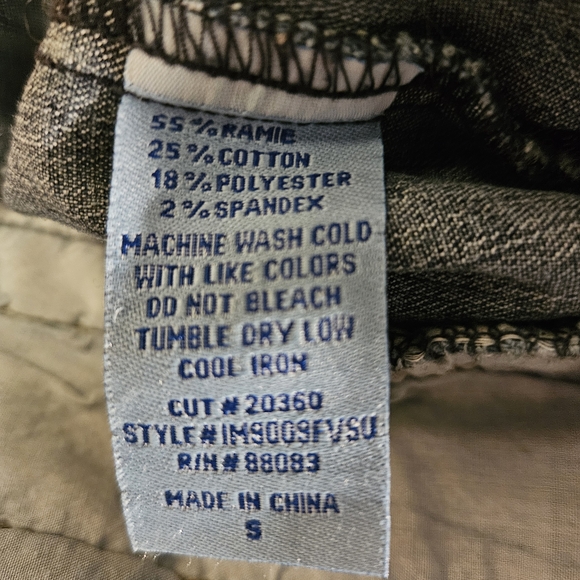 55% RAMIE
25% COTTON
18% POLYESTER
2% SPANDEX
MACHINE WASH COLD
WITH LIKE COLORS
DO NOT BLEACH
TUMBLE DRY LOW
COOL IRON
CUT # 20360
STYLE# IM9009FVSU
R/N # 88083
MADE IN CHINA
S